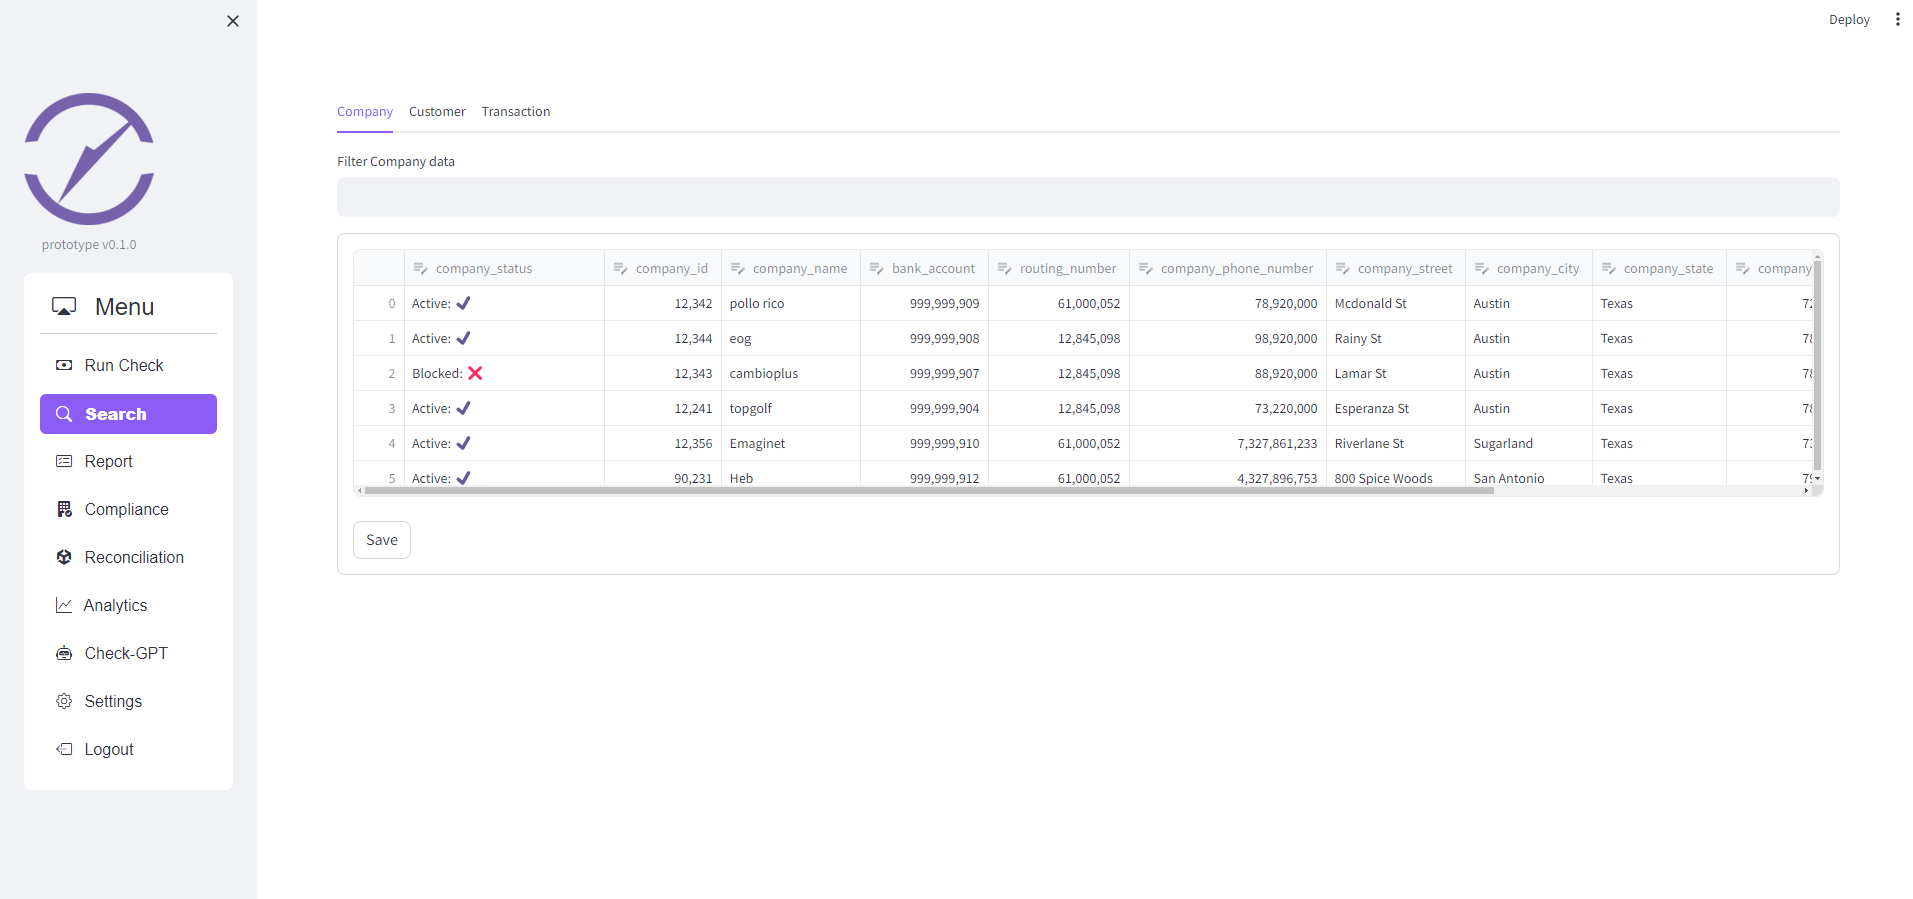 Deploy
prototype v0.1.0
Menu
Run Check
Search
Report
Compliance
Reconciliation
Analytics
Check-GPT
Settings
Logout
Company Customer Transaction
Filter Company data
company_status company_id company_name bank_account routing_number company_phone_number company_street company_city company_state company
0 Active: ✔ 12,342 pollo rico 999,999,909 61,000,052 78,920,000 Mcdonald St Austin Texas
1 Active: ✔ 12,344 eog 999,999,908 12,845,098 98,920,000 Rainy St Austin Texas
2 Blocked: ❌ 12,343 cambioplus 999,999,907 12,845,098 88,920,000 Lamar St Austin Texas
3 Active: ✔ 12,241 topgolf 999,999,904 12,845,098 73,220,000 Esperanza St Austin Texas
4 Active: ✔ 12,356 Emaginet 999,999,910 61,000,052 7,327,861,233 Riverlane St Sugarland Texas
5 Active: ✔ 90,231 Heb 999,999,912 61,000,052 4,327,896,753 800 Spice Woods San Antonio Texas
Save